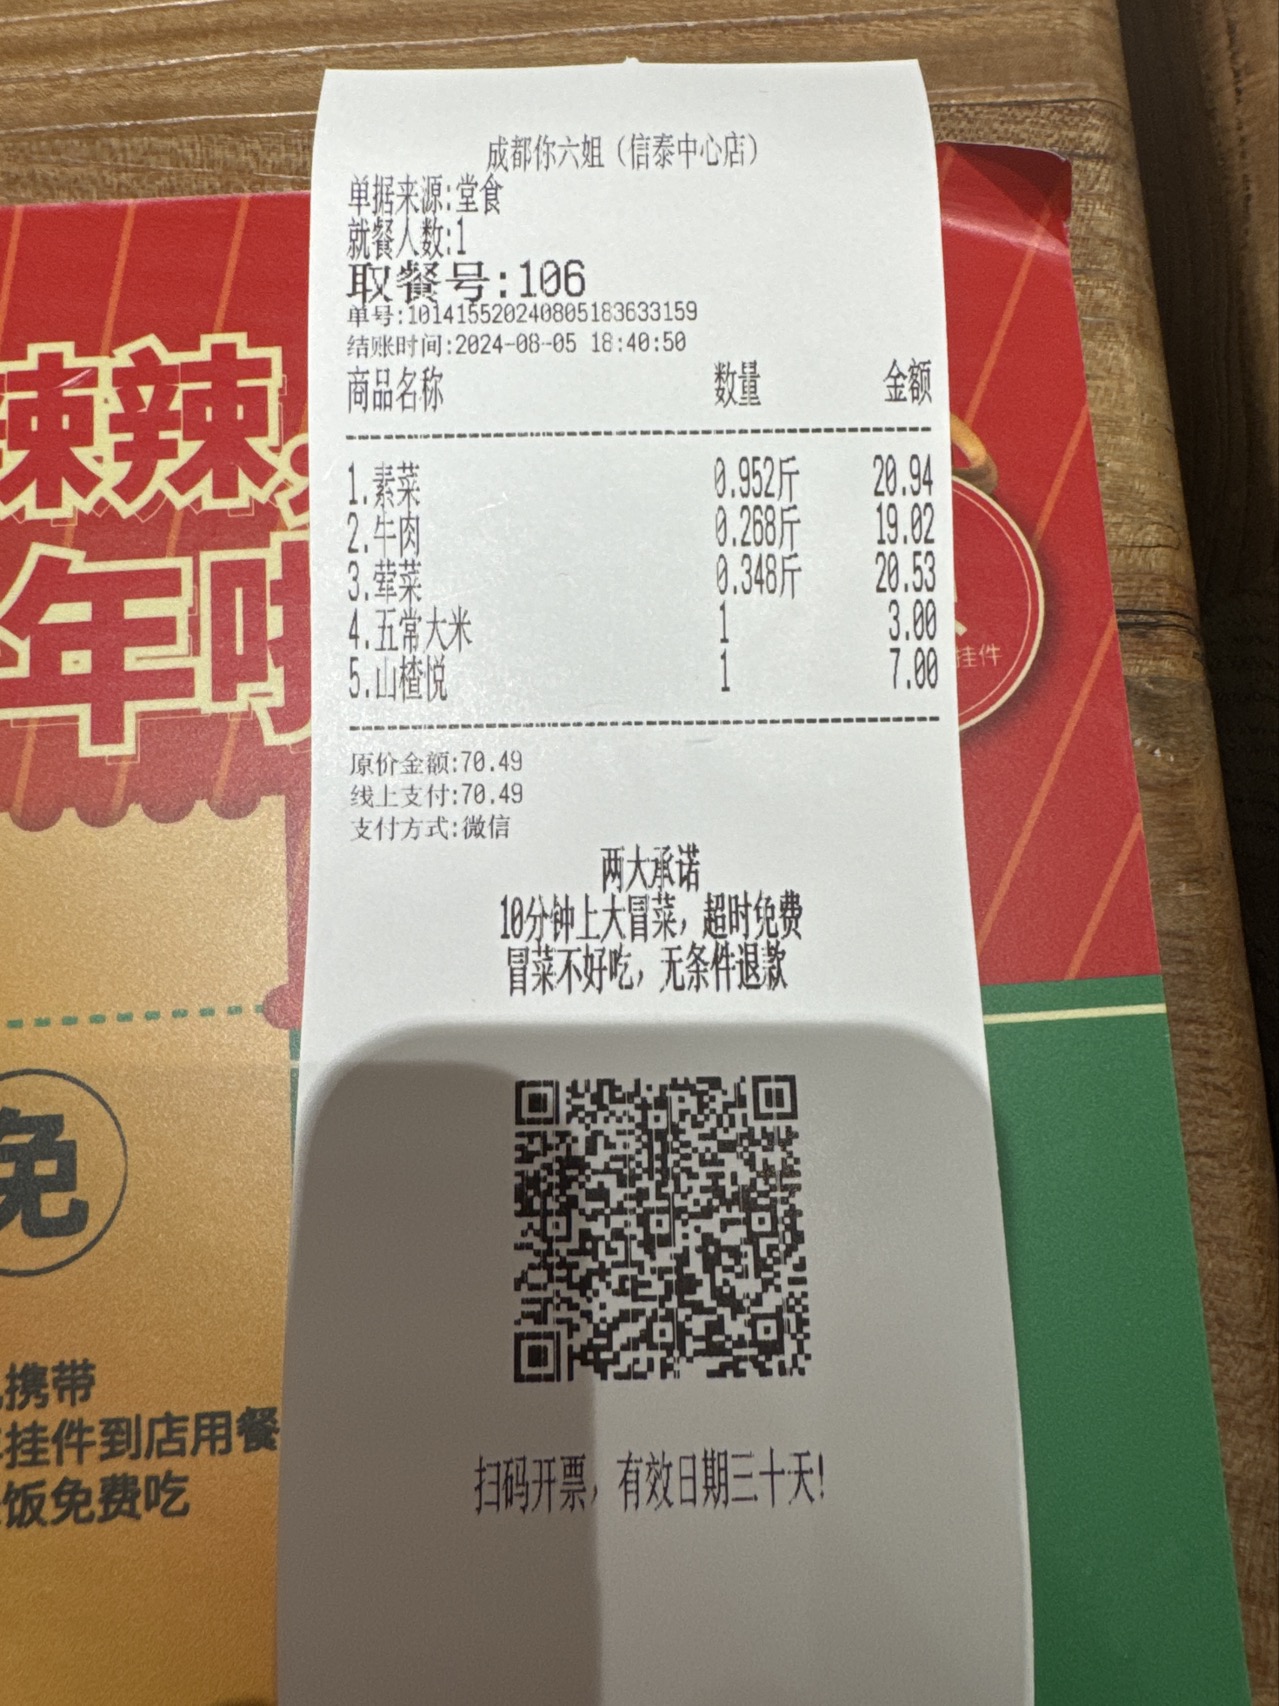 成都你六姐（信泰中心店）
单据来源:堂食
就餐人数:1
取餐号:106
单号:101415520240805183633159
结账时间:2024-08-05 18:40:50
商品名称 数量 金额
1.素菜 0.952斤 20.94
2.牛肉 0.268斤 19.02
3.荤菜 0.348斤 20.53
4.五常大米 1 3.00
5.山楂悦 1 7.00
原价金额:70.49
线上支付:70.49
支付方式:微信
两大承诺
10分钟上大冒菜，超时免费
冒菜不好吃，无条件退款
扫码开票，有效日期三十天!
辣辣
年
挂件
免
携带
挂件到店用餐
饭免费吃